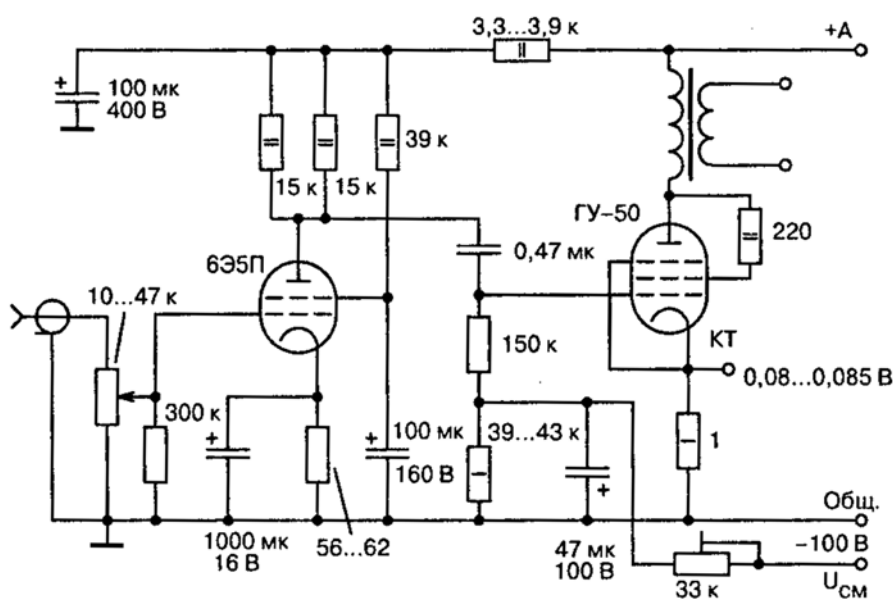 3,3...3,9 к
+А
100 мк
400 В
39 к
15 к
15 к
ГУ-50
220
6Э5П
0,47 мк
10...47 к
150 к
КТ
0,08...0,085 В
300 к
100 мк
160 В
39...43 к
1
Общ.
1000 мк
16 В
56...62
47 мк
100 В
33 к
−100 В
Uсм